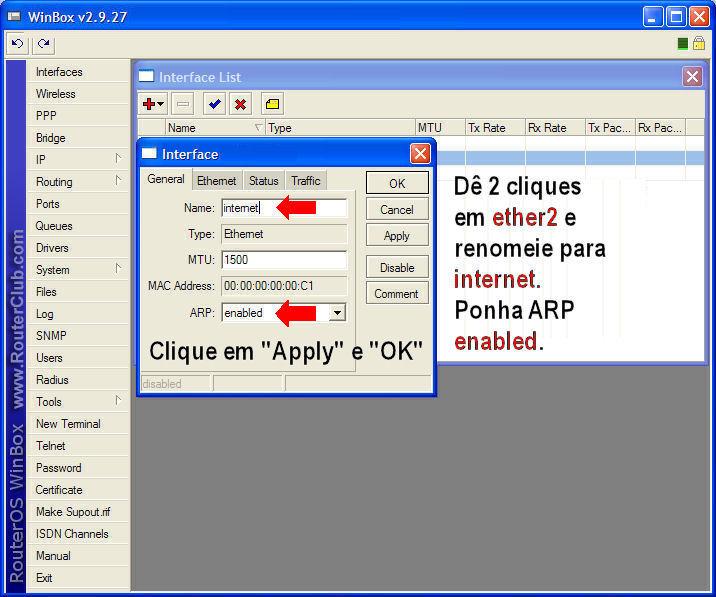 WinBox v2.9.27
Interfaces
Wireless
PPP
Bridge
IP
Routing
Ports
Queues
Drivers
System
Files
Log
SNMP
Users
Radius
Tools
New Terminal
Telnet
Password
Certificate
Make Supout.rif
ISDN Channels
Manual
Exit
RouterOS WinBox www.RouterClub.com
Interface List
Name Type MTU Tx Rate Rx Rate Tx Pac... Rx Pac...
Interface
General Ethernet Status Traffic
Name: internet
Type: Ethernet
MTU: 1500
MAC Address: 00:00:00:00:00:C1
ARP: enabled
OK
Cancel
Apply
Disable
Comment
Clique em "Apply" e "OK"
disabled
Dê 2 cliques
em ether2 e
renomeie para
internet.
Ponha ARP
enabled.